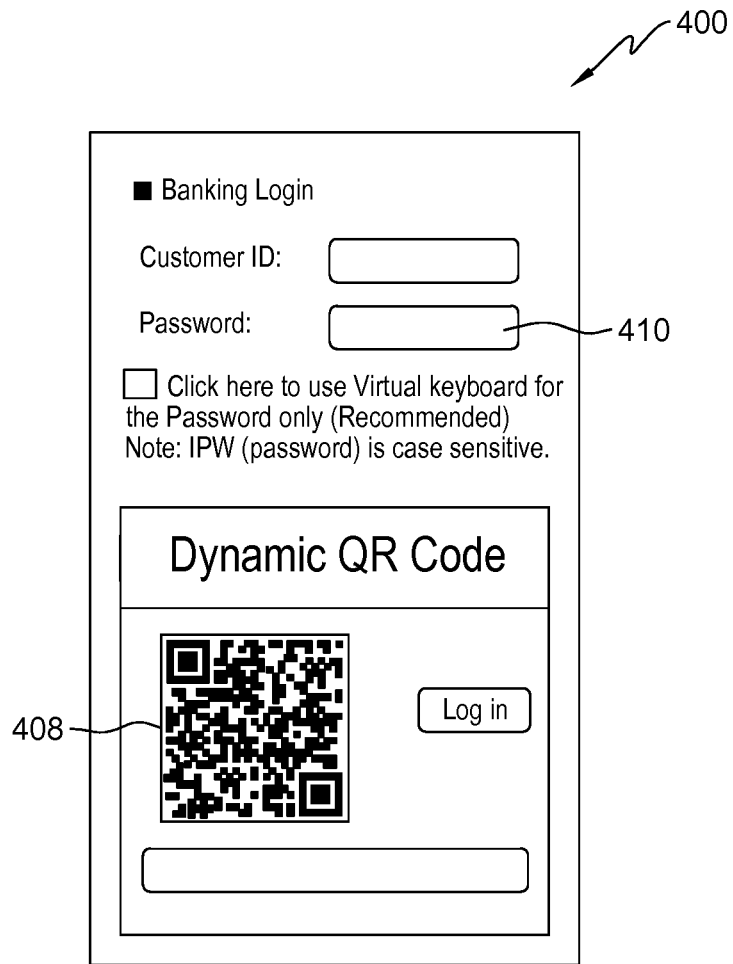 400
Banking Login
Customer ID:
Password:
410
Click here to use Virtual keyboard for
the Password only (Recommended)
Note: IPW (password) is case sensitive.
Dynamic QR Code
Log in
408